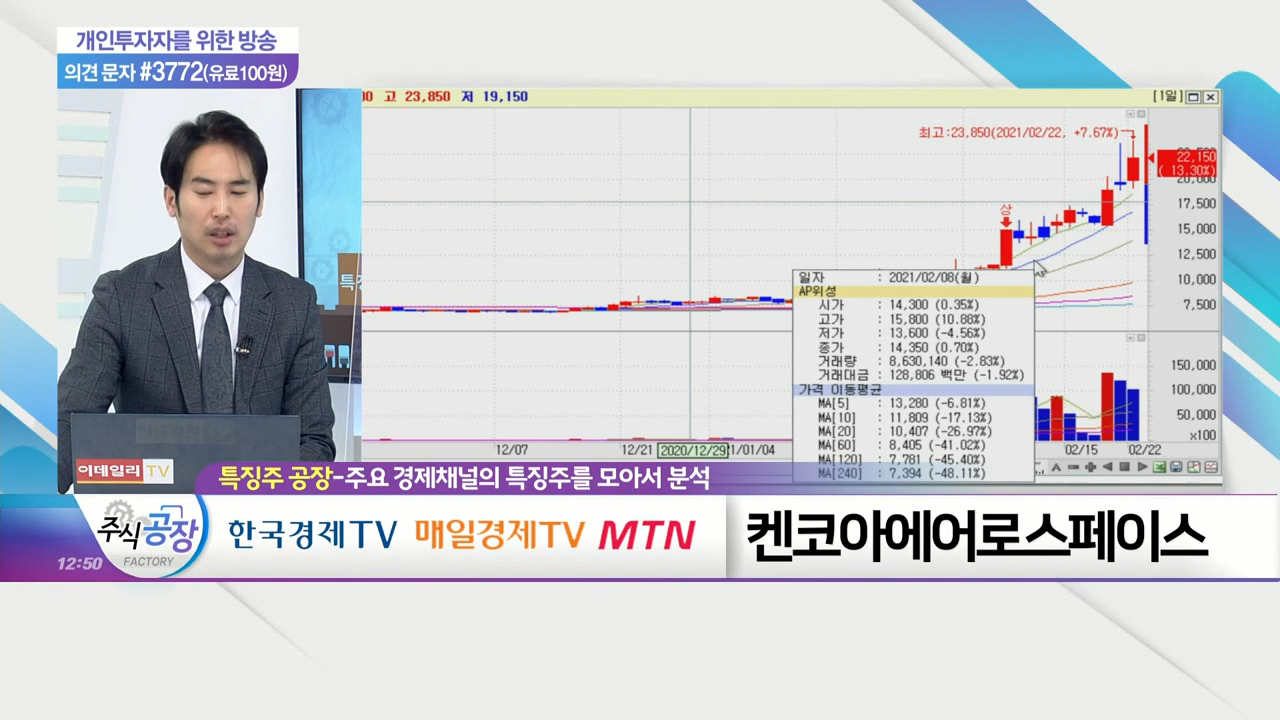 개인투자자를 위한 방송
의견 문자 #3772(유료100원)
00 고 23,850 저 19,150
[1일]
최고:23,850(2021/02/22, +7.67%)
22,150
( 13.30%)
20,000
17,500
15,000
12,500
10,000
7,500
상
일자 : 2021/02/08(월)
AP위성
시가 : 14,300 (0.35%)
고가 : 15,800 (10.88%)
저가 : 13,600 (-4.56%)
종가 : 14,350 (0.70%)
거래량 : 8,630,140 (-2.83%)
거래대금 : 128,806 백만 (-1.92%)
가격 이동평균
MA[5] : 13,280 (-6.81%)
MA[10] : 11,809 (-17.13%)
MA[20] : 10,407 (-26.97%)
MA[60] : 8,405 (-41.02%)
MA[120] : 7,781 (-45.40%)
MA[240] : 7,394 (-48.11%)
150,000
100,000
50,000
x100
12/07 12/21 2020/12/29 1/01/04 02/15 02/22
이데일리TV
특징주 공장-주요 경제채널의 특징주를 모아서 분석
주식공장
FACTORY
12:50
한국경제TV 매일경제TV MTN
켄코아에어로스페이스